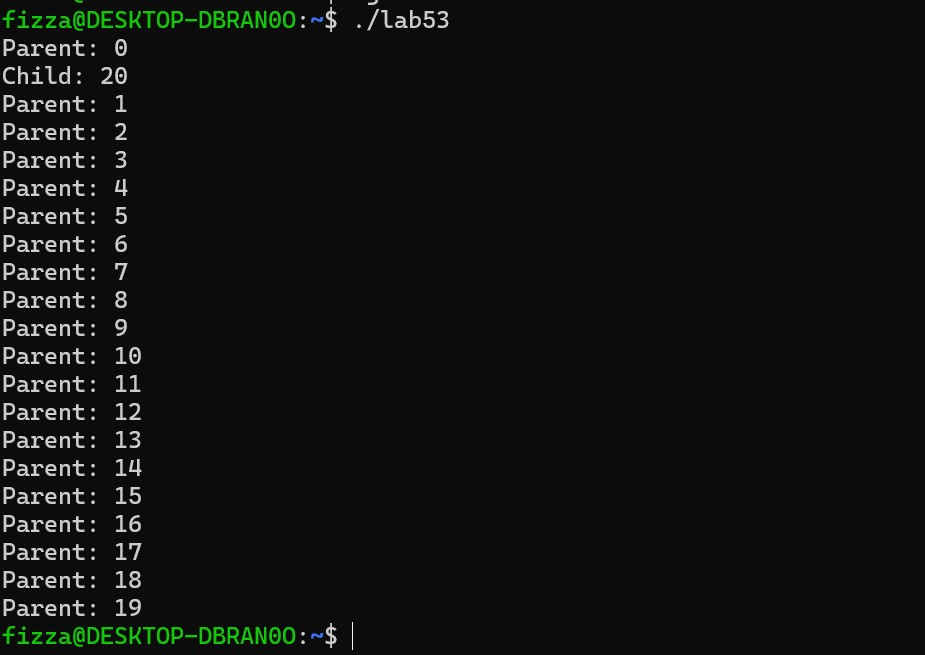 fizza@DESKTOP-DBRAN0O:~$ ./lab53
Parent: 0
Child: 20
Parent: 1
Parent: 2
Parent: 3
Parent: 4
Parent: 5
Parent: 6
Parent: 7
Parent: 8
Parent: 9
Parent: 10
Parent: 11
Parent: 12
Parent: 13
Parent: 14
Parent: 15
Parent: 16
Parent: 17
Parent: 18
Parent: 19
fizza@DESKTOP-DBRAN0O:~$